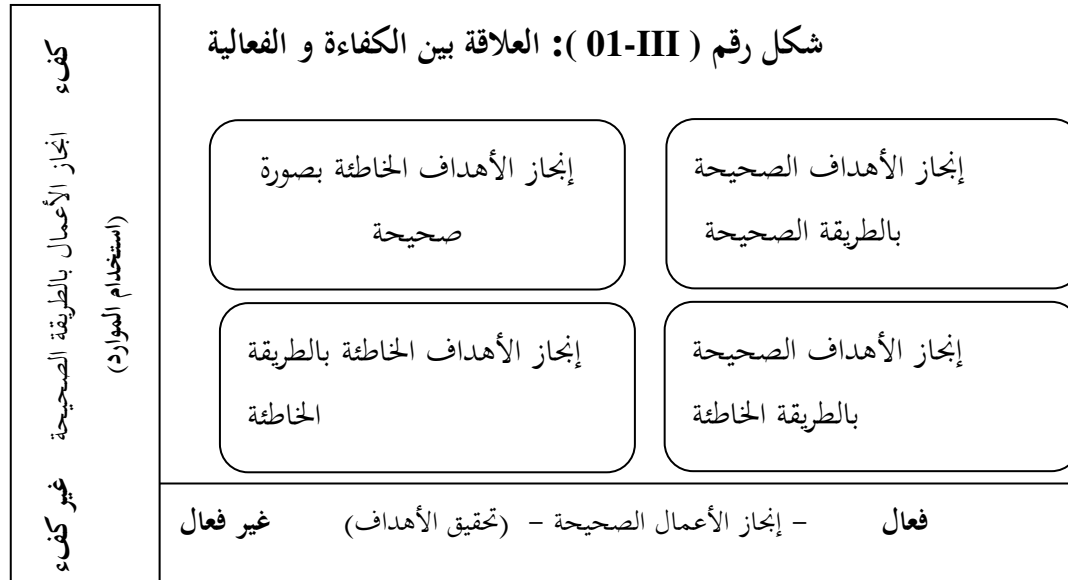 شكل رقم ( 01-III ): العلاقة بين الكفاءة و الفعالية
إنجاز الأهداف الصحيحة
بالطريقة الصحيحة
إنجاز الأهداف الخاطئة بصورة
صحيحة
إنجاز الأهداف الصحيحة
بالطريقة الخاطئة
إنجاز الأهداف الخاطئة بالطريقة
الخاطئة
فعال – إنجاز الأعمال الصحيحة – (تحقيق الأهداف) غير فعال
غير كفء انجاز الأعمال بالطريقة الصحيحة كفء
(استخدام الموارد)